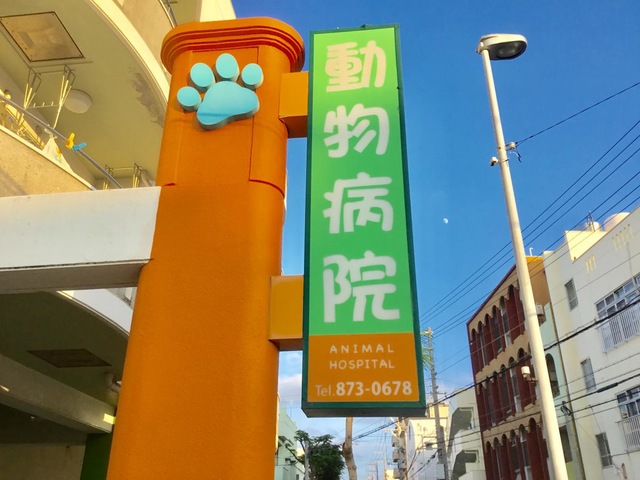 動物病院
ANIMAL
HOSPITAL
Tel.873-0678